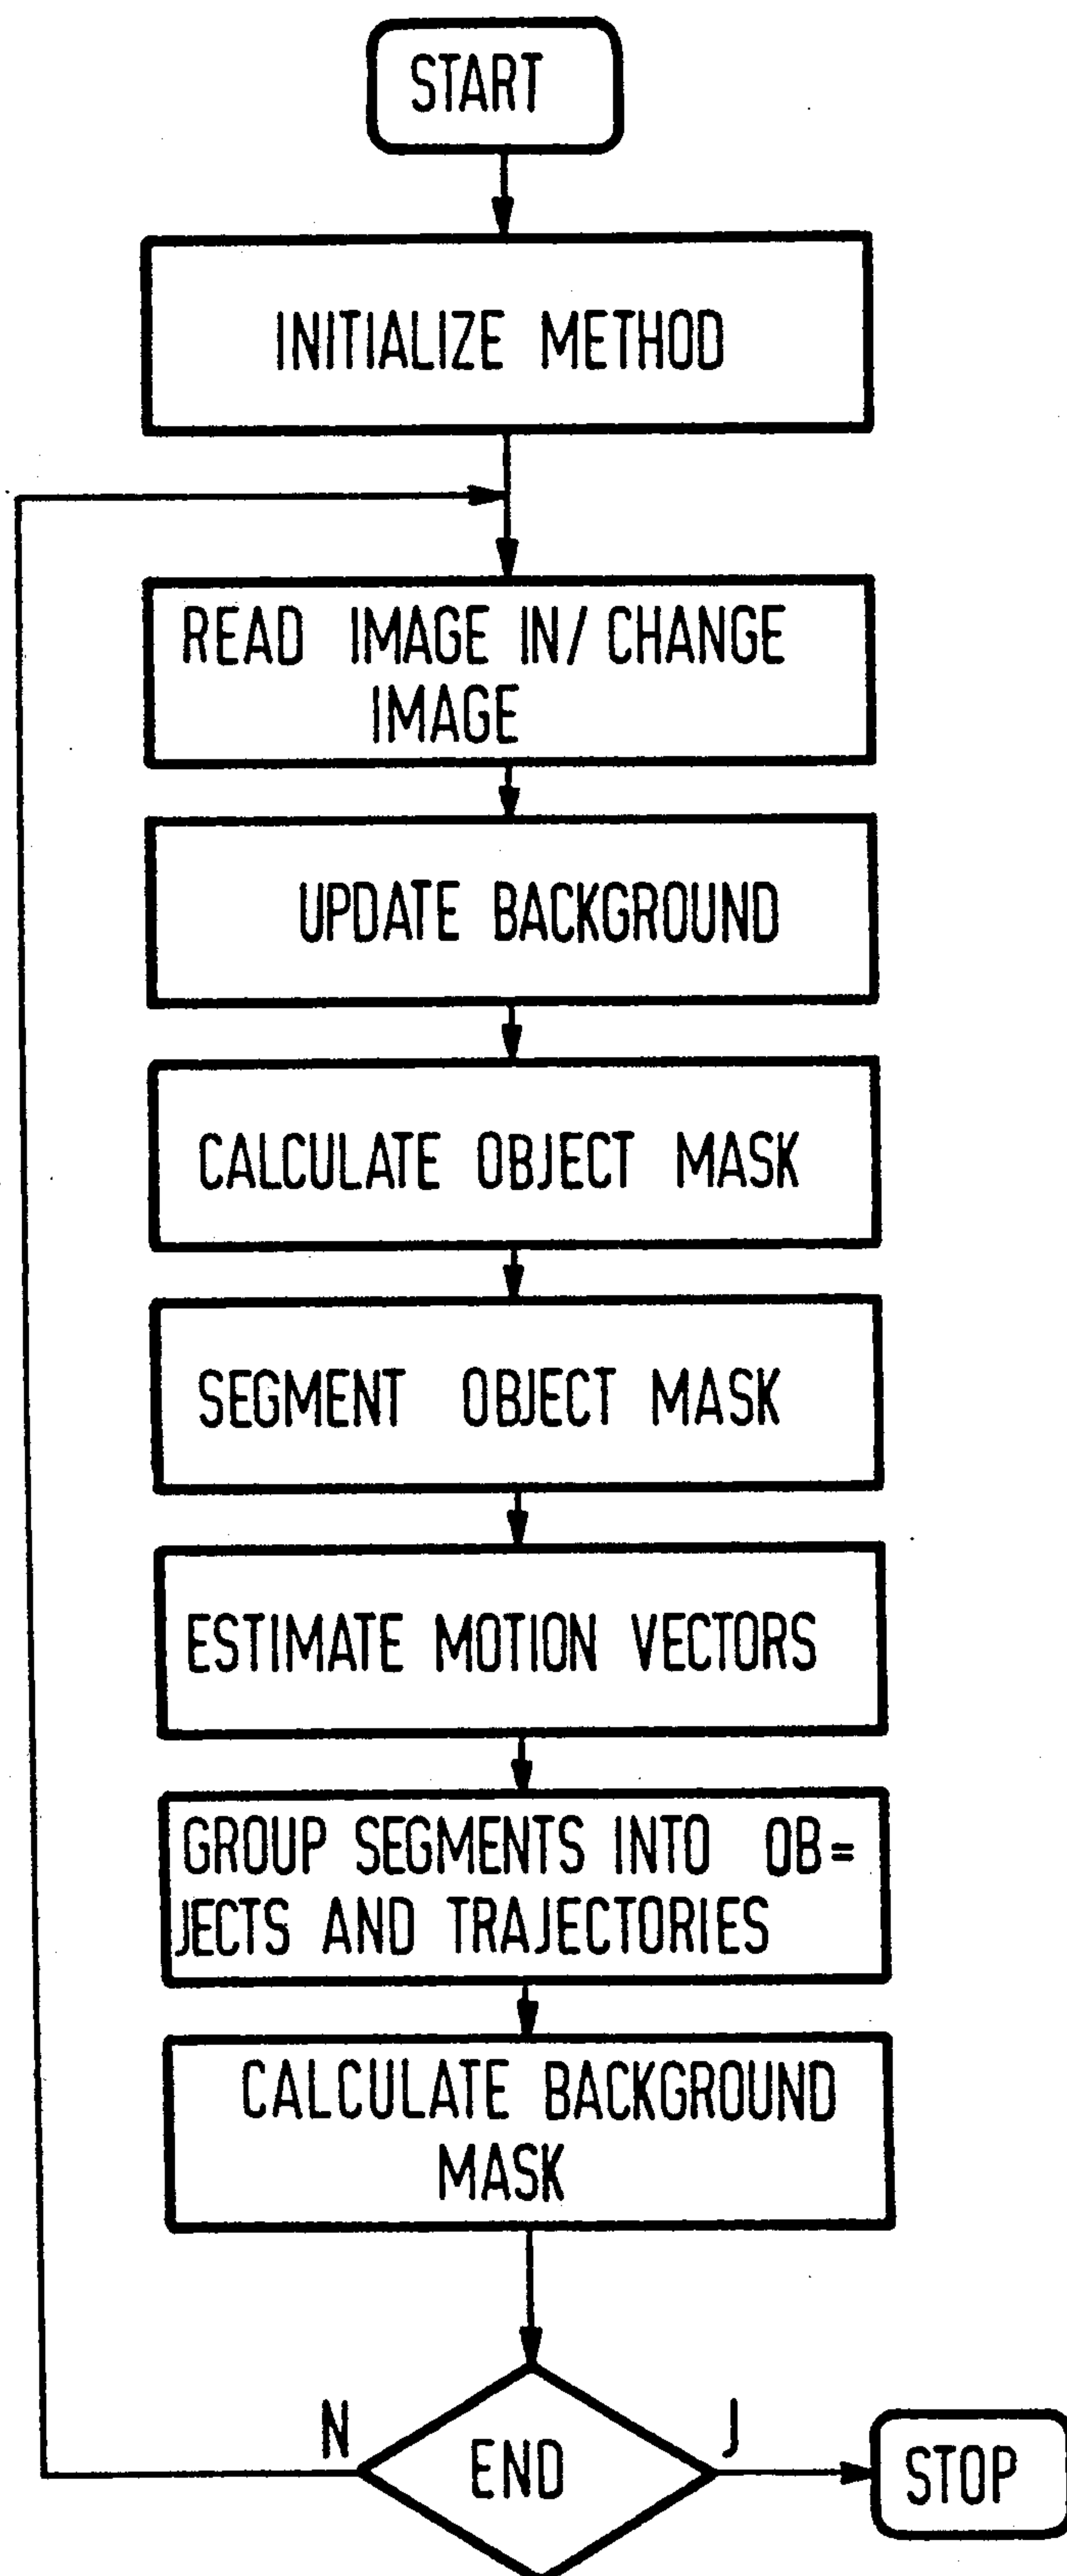 START
INITIALIZE METHOD
READ IMAGE IN/ CHANGE
IMAGE
UPDATE BACKGROUND
CALCULATE OBJECT MASK
SEGMENT OBJECT MASK
ESTIMATE MOTION VECTORS
GROUP SEGMENTS INTO OB=
JECTS AND TRAJECTORIES
CALCULATE BACKGROUND
MASK
N
END
J
STOP